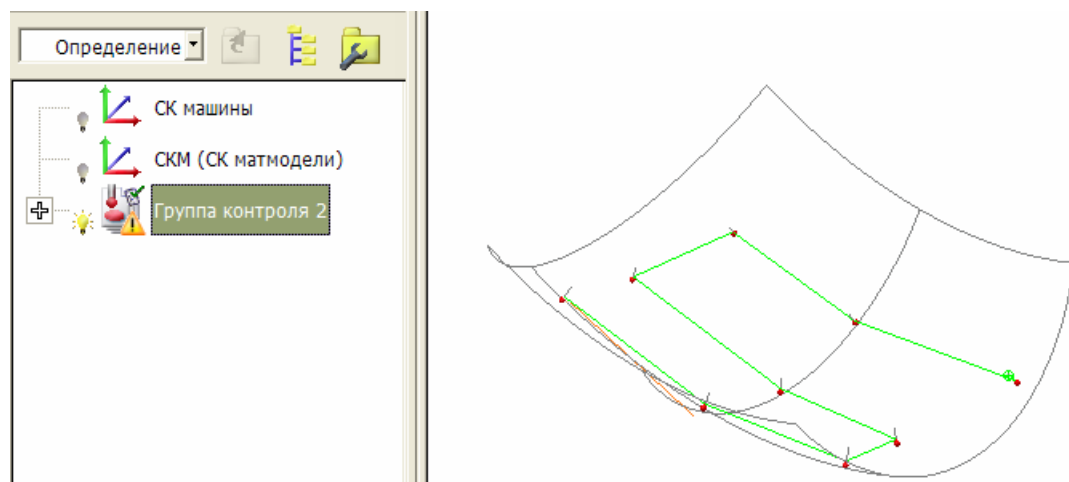 Определение
СК машины
СКМ (СК матмодели)
Группа контроля 2